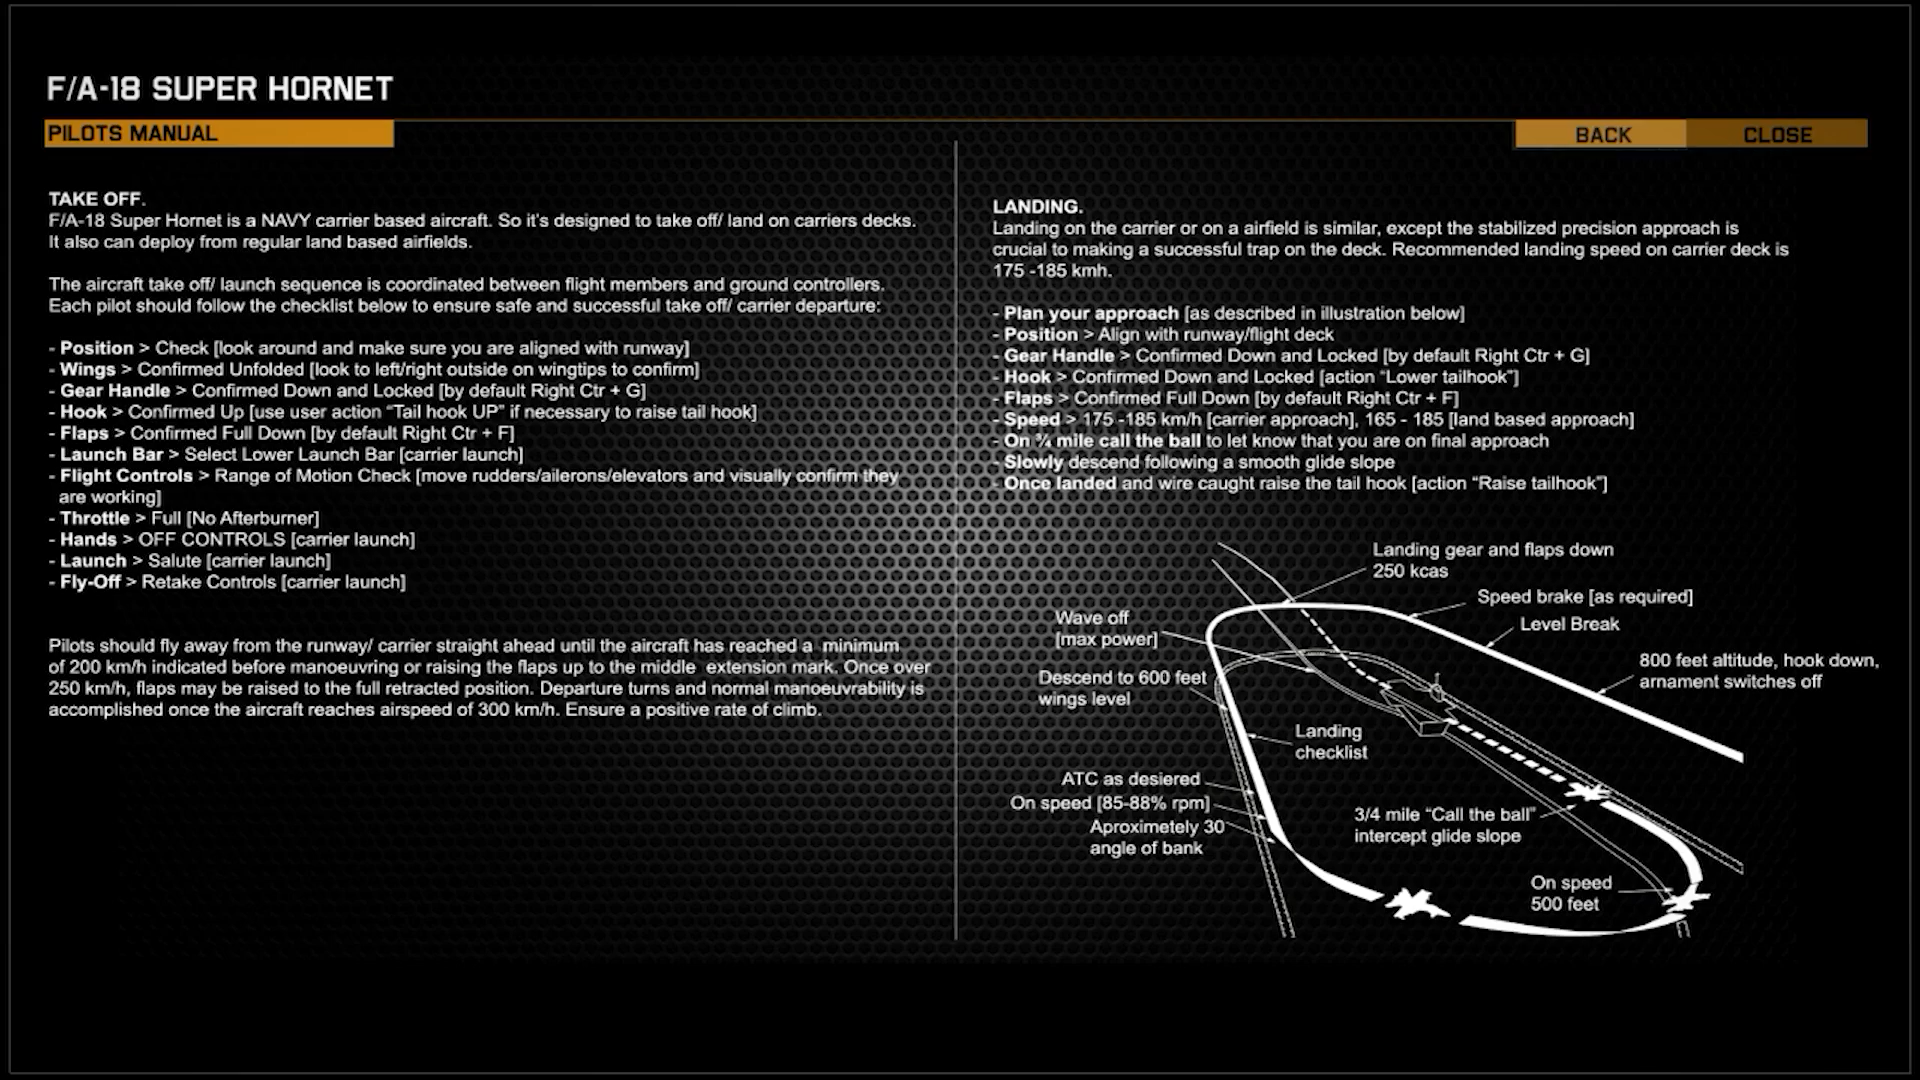 F/A-18 SUPER HORNET
PILOTS MANUAL
BACK
CLOSE
TAKE OFF.
F/A-18 Super Hornet is a NAVY carrier based aircraft. So it's designed to take off/ land on carriers decks.
It also can deploy from regular land based airfields.
The aircraft take off/ launch sequence is coordinated between flight members and ground controllers.
Each pilot should follow the checklist below to ensure safe and successful take off/ carrier departure:
- Position > Check [look around and make sure you are aligned with runway]
- Wings > Confirmed Unfolded [look to left/right outside on wingtips to confirm]
- Gear Handle > Confirmed Down and Locked [by default Right Ctr + G]
- Hook > Confirmed Up [use user action “Tail hook UP” if necessary to raise tail hook]
- Flaps > Confirmed Full Down [by default Right Ctr + F]
- Launch Bar > Select Lower Launch Bar [carrier launch]
- Flight Controls > Range of Motion Check [move rudders/ailerons/elevators and visually confirm they
are working]
- Throttle > Full [No Afterburner]
- Hands > OFF CONTROLS [carrier launch]
- Launch > Salute [carrier launch]
- Fly-Off > Retake Controls [carrier launch]
Pilots should fly away from the runway/ carrier straight ahead until the aircraft has reached a minimum
of 200 km/h indicated before manoeuvring or raising the flaps up to the middle extension mark. Once over
250 km/h, flaps may be raised to the full retracted position. Departure turns and normal manoeuvrability is
accomplished once the aircraft reaches airspeed of 300 km/h. Ensure a positive rate of climb.
LANDING.
Landing on the carrier or on a airfield is similar, except the stabilized precision approach is
crucial to making a successful trap on the deck. Recommended landing speed on carrier deck is
175 -185 kmh.
- Plan your approach [as described in illustration below]
- Position > Align with runway/flight deck
- Gear Handle > Confirmed Down and Locked [by default Right Ctr + G]
- Hook > Confirmed Down and Locked [action “Lower tailhook”]
- Flaps > Confirmed Full Down [by default Right Ctr + F]
- Speed > 175 -185 km/h [carrier approach], 165 - 185 [land based approach]
- On ¾ mile call the ball to let know that you are on final approach
- Slowly descend following a smooth glide slope
- Once landed and wire caught raise the tail hook [action “Raise tailhook”]
Landing gear and flaps down
250 kcas
Speed brake [as required]
Level Break
800 feet altitude, hook down,
arnament switches off
Wave off
[max power]
Descend to 600 feet
wings level
Landing
checklist
ATC as desiered
On speed [85-88% rpm]
Aproximetely 30
angle of bank
3/4 mile “Call the ball”
intercept glide slope
On speed
500 feet